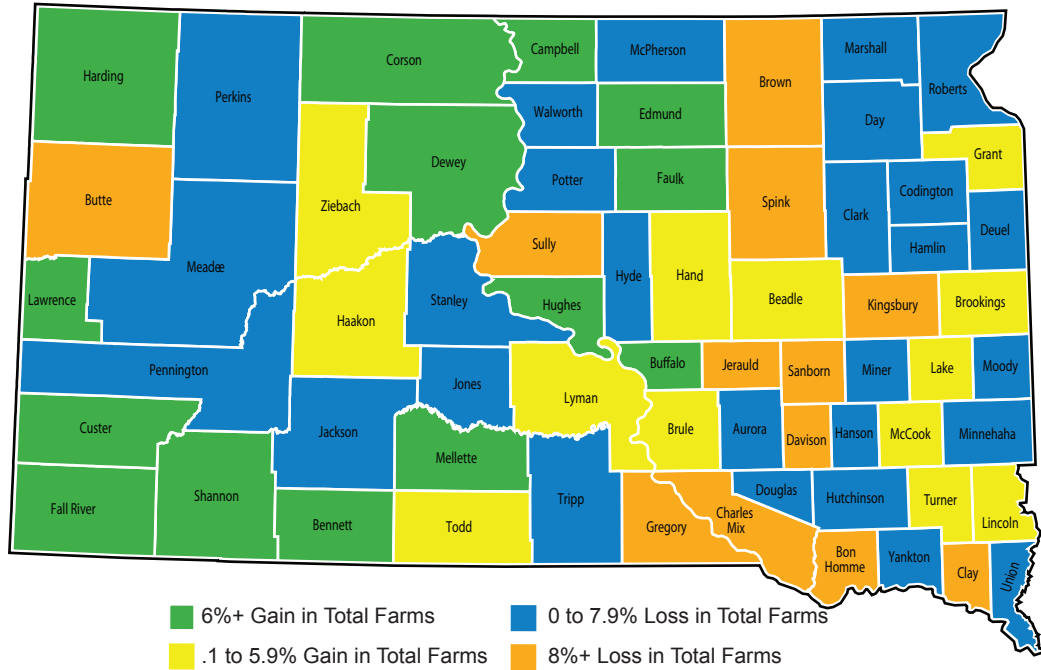 Harding
Perkins
Corson
Campbell
McPherson
Brown
Marshall
Roberts
Walworth
Edmund
Day
Grant
Dewey
Butte
Ziebach
Potter
Faulk
Spink
Clark
Codington
Deuel
Hamlin
Meadee
Sully
Hyde
Hand
Lawrence
Haakon
Stanley
Hughes
Beadle
Kingsbury
Brookings
Pennington
Jones
Lyman
Buffalo
Jerauld
Sanborn
Miner
Lake
Moody
Custer
Jackson
Mellette
Brule
Aurora
Davison
Hanson
McCook
Minnehaha
Fall River
Shannon
Bennett
Todd
Tripp
Gregory
Charles
Mix
Douglas
Hutchinson
Turner
Lincoln
Bon
Homme
Yankton
Clay
Union
6%+ Gain in Total Farms
0 to 7.9% Loss in Total Farms
.1 to 5.9% Gain in Total Farms
8%+ Loss in Total Farms